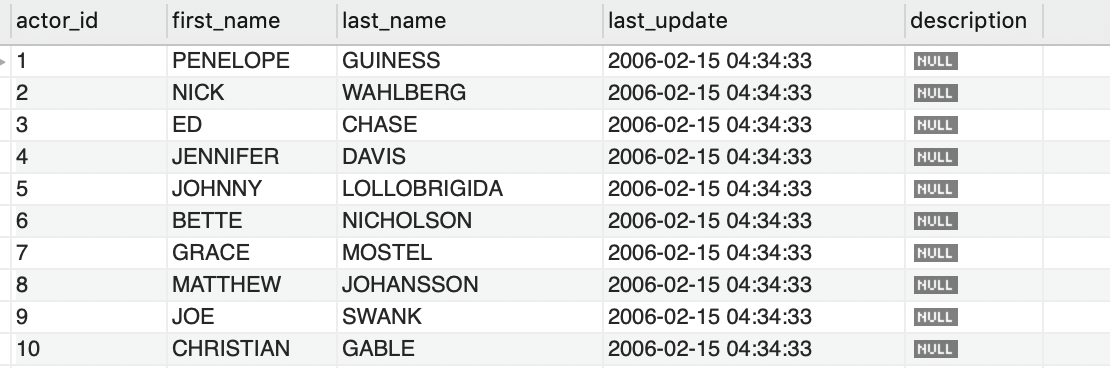 actor_id first_name last_name last_update description
1 PENELOPE GUINESS 2006-02-15 04:34:33 NULL
2 NICK WAHLBERG 2006-02-15 04:34:33 NULL
3 ED CHASE 2006-02-15 04:34:33 NULL
4 JENNIFER DAVIS 2006-02-15 04:34:33 NULL
5 JOHNNY LOLLOBRIGIDA 2006-02-15 04:34:33 NULL
6 BETTE NICHOLSON 2006-02-15 04:34:33 NULL
7 GRACE MOSTEL 2006-02-15 04:34:33 NULL
8 MATTHEW JOHANSSON 2006-02-15 04:34:33 NULL
9 JOE SWANK 2006-02-15 04:34:33 NULL
10 CHRISTIAN GABLE 2006-02-15 04:34:33 NULL